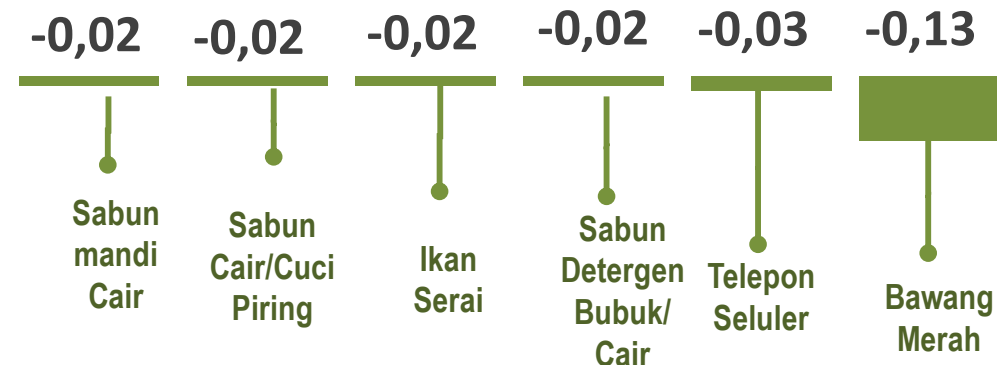 -0,02 -0,02 -0,02 -0,02 -0,03 -0,13
Sabun
mandi
Cair
Sabun
Cair/Cuci
Piring
Ikan
Serai
Sabun
Detergen
Bubuk/
Cair
Telepon
Seluler
Bawang
Merah